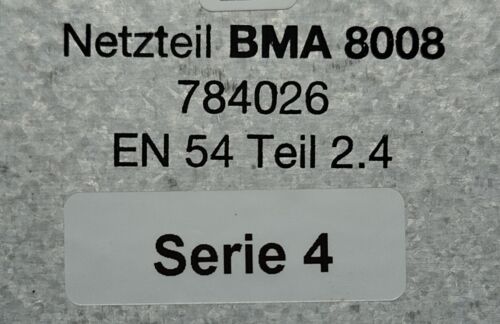 Netzteil BMA 8008
784026
EN 54 Teil 2.4
Serie 4